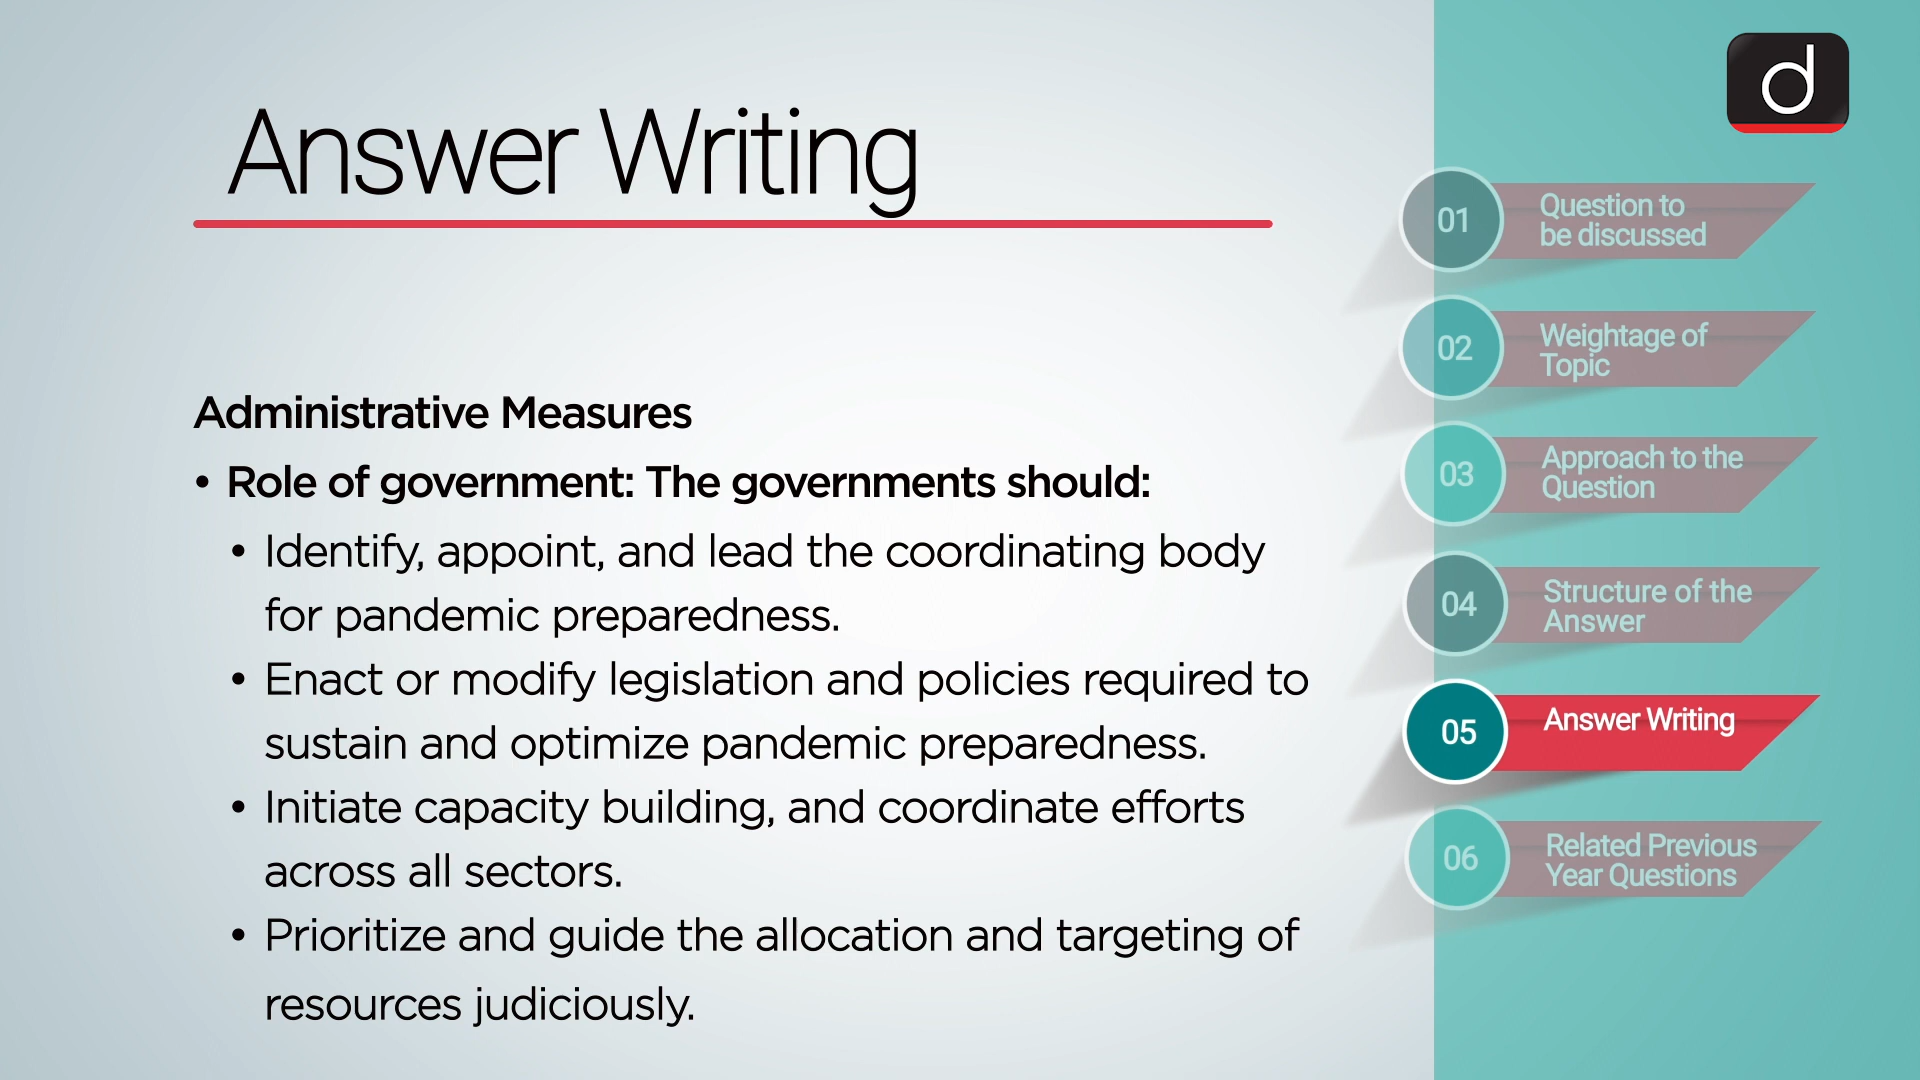 Answer Writing
Administrative Measures
• Role of government: The governments should:
• Identify, appoint, and lead the coordinating body
for pandemic preparedness.
• Enact or modify legislation and policies required to
sustain and optimize pandemic preparedness.
• Initiate capacity building, and coordinate efforts
across all sectors.
• Prioritize and guide the allocation and targeting of
resources judiciously.
d
01
Question to
be discussed
02
Weightage of
Topic
03
Approach to the
Question
04
Structure of the
Answer
05
Answer Writing
06
Related Previous
Year Questions